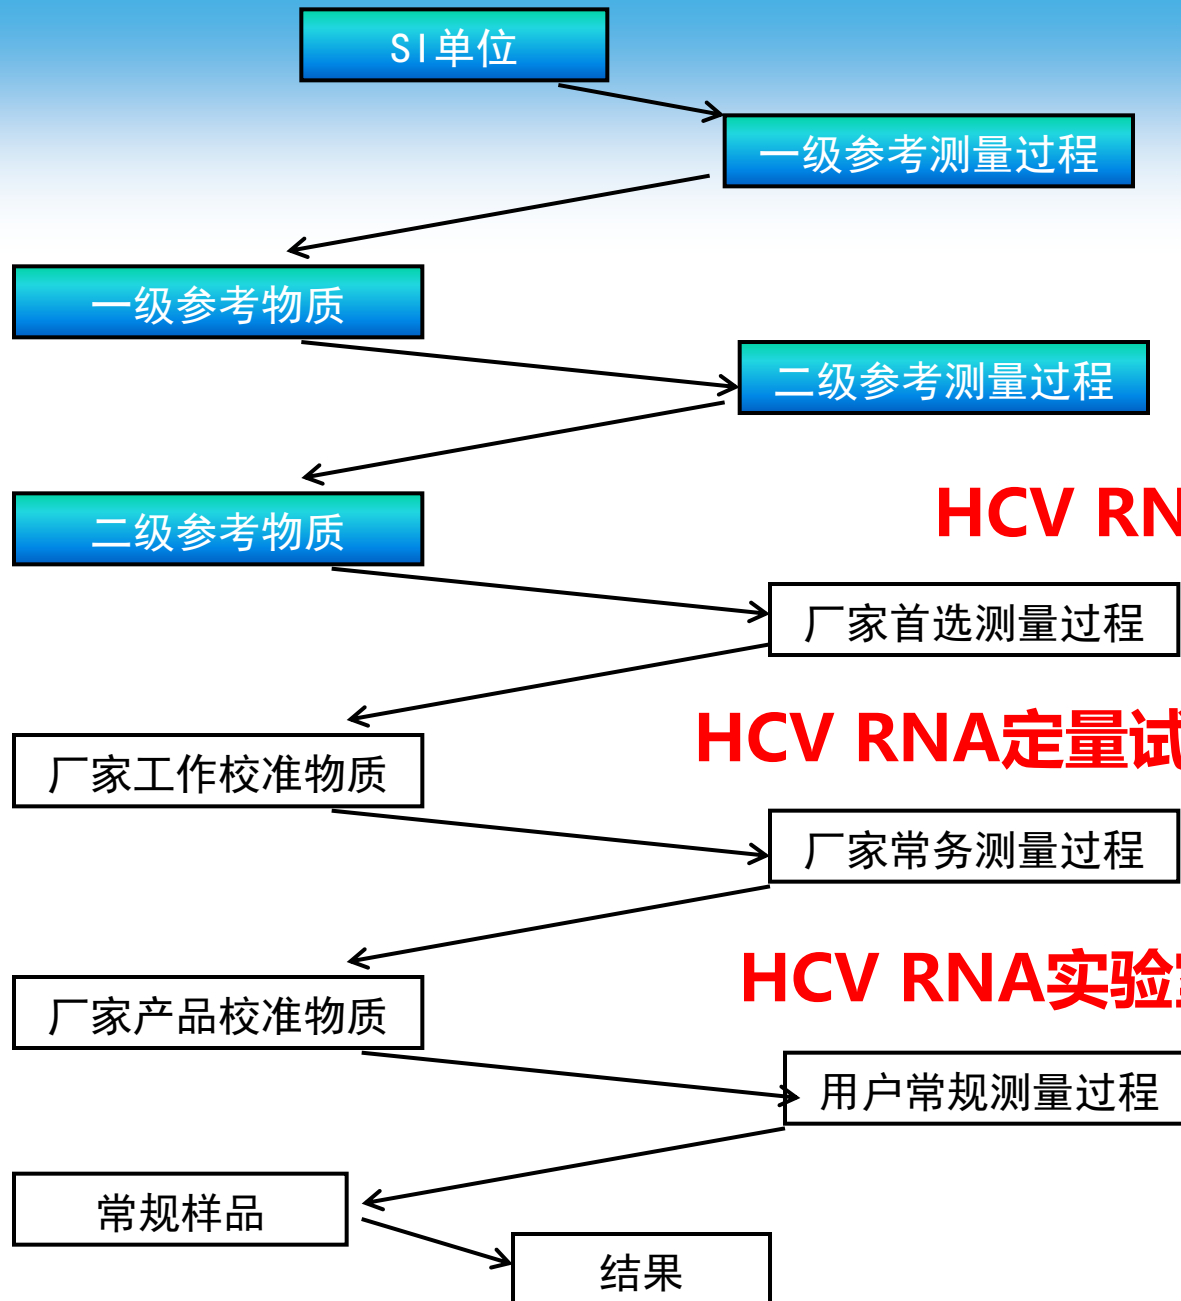 SI单位
一级参考测量过程
一级参考物质
二级参考测量过程
HCV RN
二级参考物质
厂家首选测量过程
HCV RNA定量试
厂家工作校准物质
厂家常务测量过程
HCV RNA实验室
厂家产品校准物质
用户常规测量过程
常规样品
结果